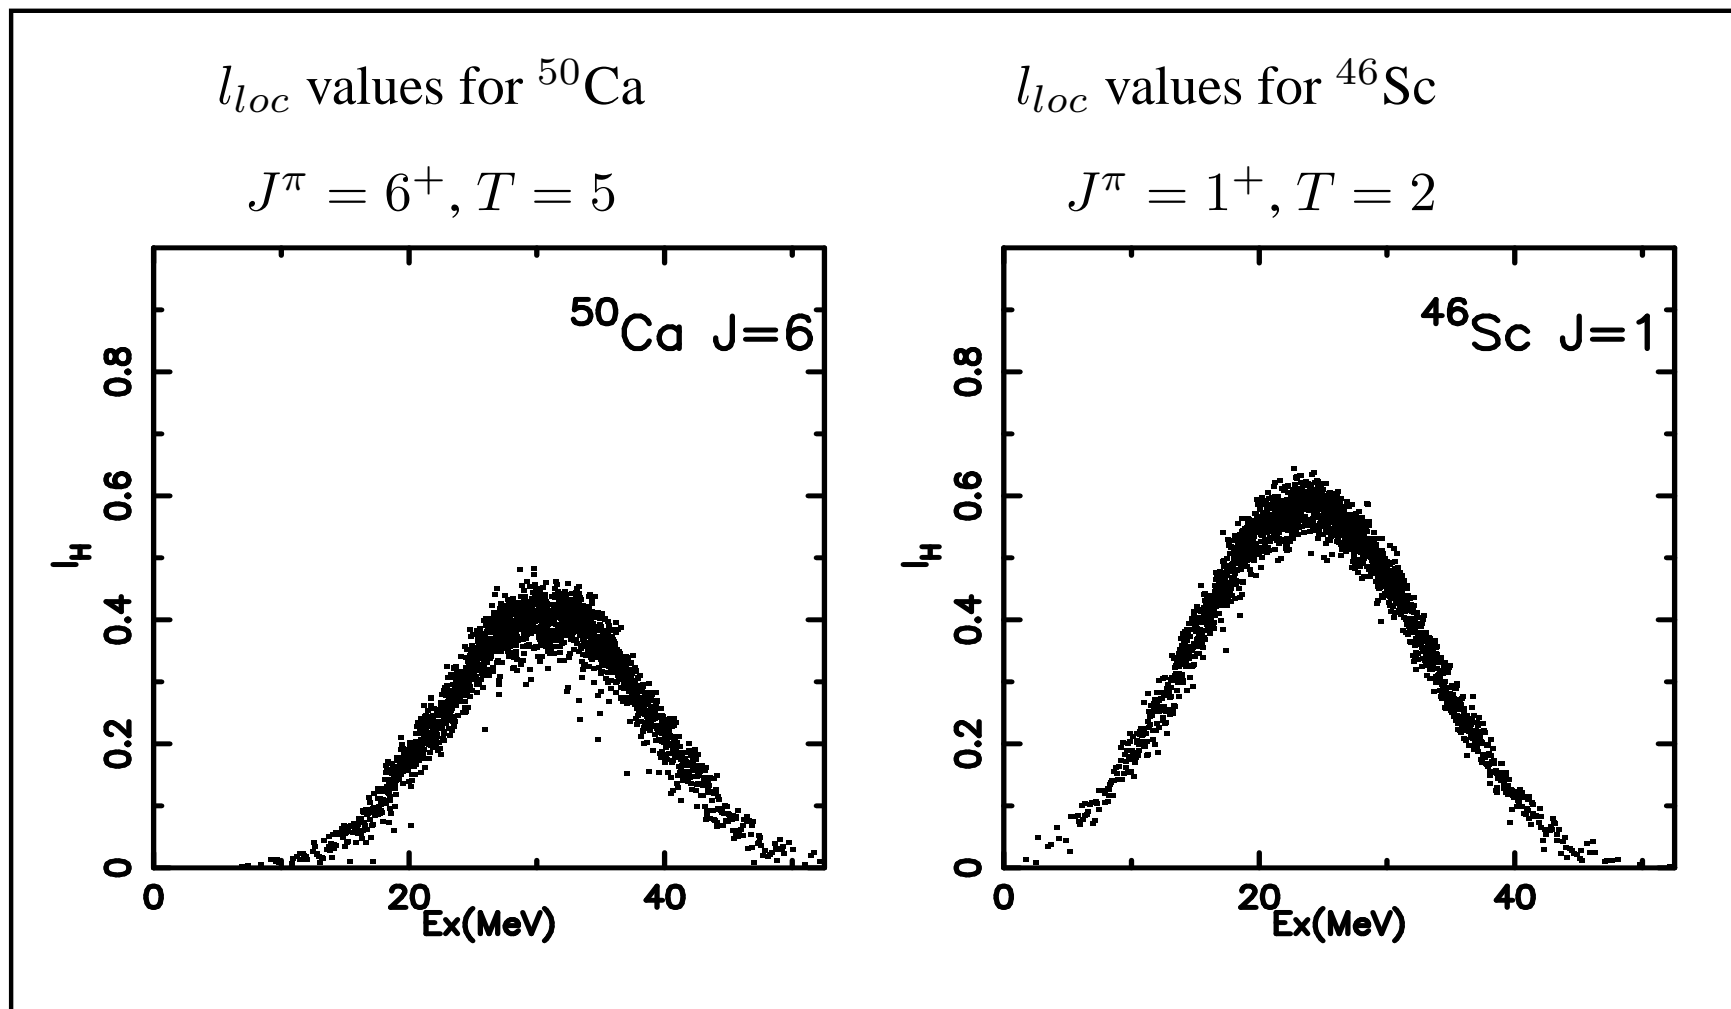 l_loc values for ⁵⁰Ca
J^π = 6⁺, T = 5
⁵⁰Ca J=6
l_H
0.8
0.6
0.4
0.2
0
0 20 40
Ex(MeV)
l_loc values for ⁴⁶Sc
J^π = 1⁺, T = 2
⁴⁶Sc J=1
l_H
0.8
0.6
0.4
0.2
0
0 20 40
Ex(MeV)